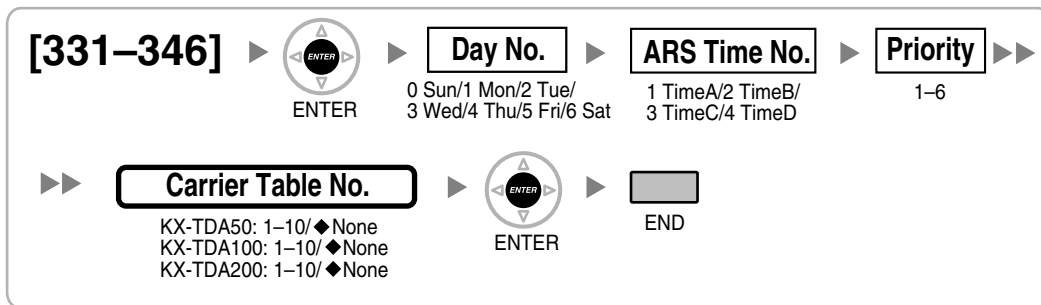 [331–346]
ENTER
ENTER
Day No.
0 Sun/1 Mon/2 Tue/
3 Wed/4 Thu/5 Fri/6 Sat
ARS Time No.
1 TimeA/2 TimeB/
3 TimeC/4 TimeD
Priority
1–6
Carrier Table No.
KX-TDA50: 1–10/◆None
KX-TDA100: 1–10/◆None
KX-TDA200: 1–10/◆None
ENTER
ENTER
END